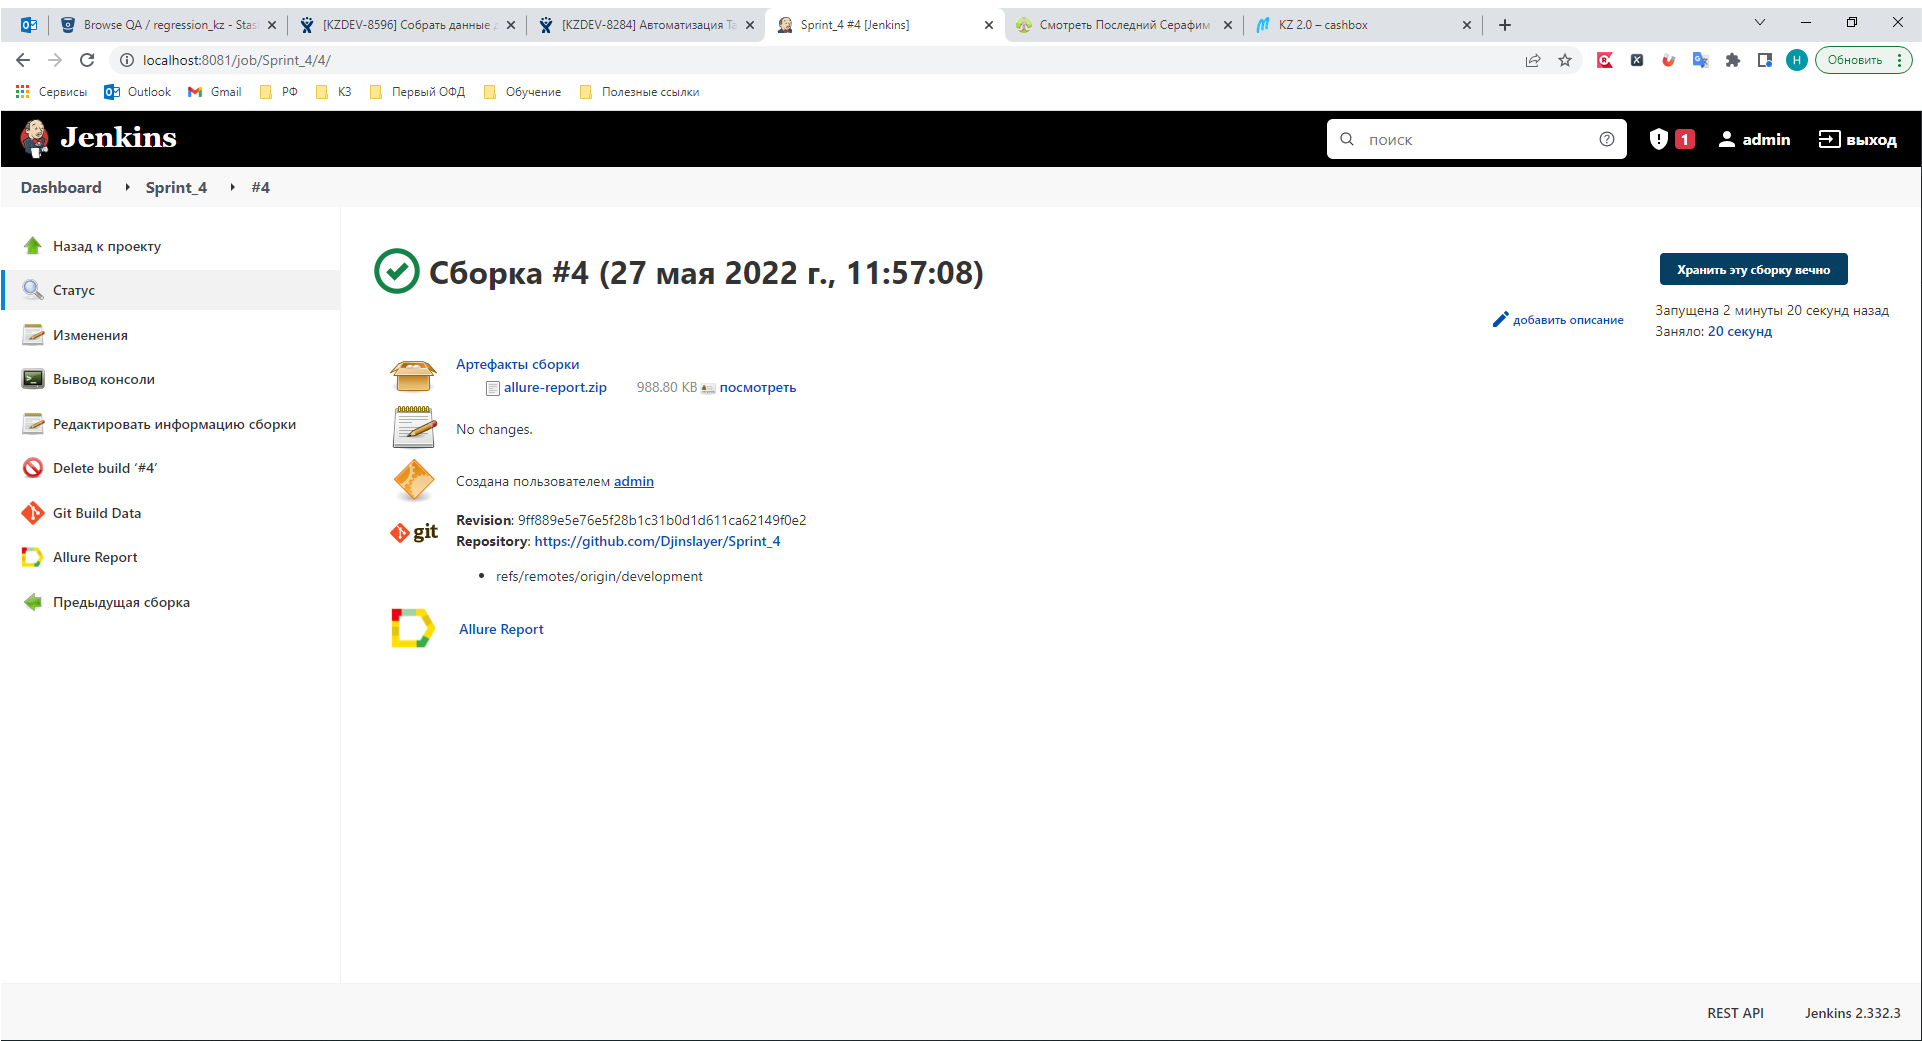 Browse QA / regression_kz - Stas
[KZDEV-8596] Собрать данные д
[KZDEV-8284] Автоматизация Та
Sprint_4 #4 [Jenkins]
Смотреть Последний Серафим
KZ 2.0 – cashbox
localhost:8081/job/Sprint_4/4/
Н
Обновить
Сервисы
Outlook
Gmail
РФ
КЗ
Первый ОФД
Обучение
Полезные ссылки
Jenkins
поиск
1
admin
выход
Dashboard
Sprint_4
#4
Назад к проекту
Статус
Изменения
Вывод консоли
Редактировать информацию сборки
Delete build ‘#4’
Git Build Data
Allure Report
Предыдущая сборка
Сборка #4 (27 мая 2022 г., 11:57:08)
Хранить эту сборку вечно
добавить описание
Запущена 2 минуты 20 секунд назад
Заняло: 20 секунд
Артефакты сборки
allure-report.zip 988.80 KB посмотреть
No changes.
Создана пользователем admin
git
Revision: 9ff889e5e76e5f28b1c31b0d1d611ca62149f0e2
Repository: https://github.com/Djinslayer/Sprint_4
• refs/remotes/origin/development
Allure Report
REST API
Jenkins 2.332.3